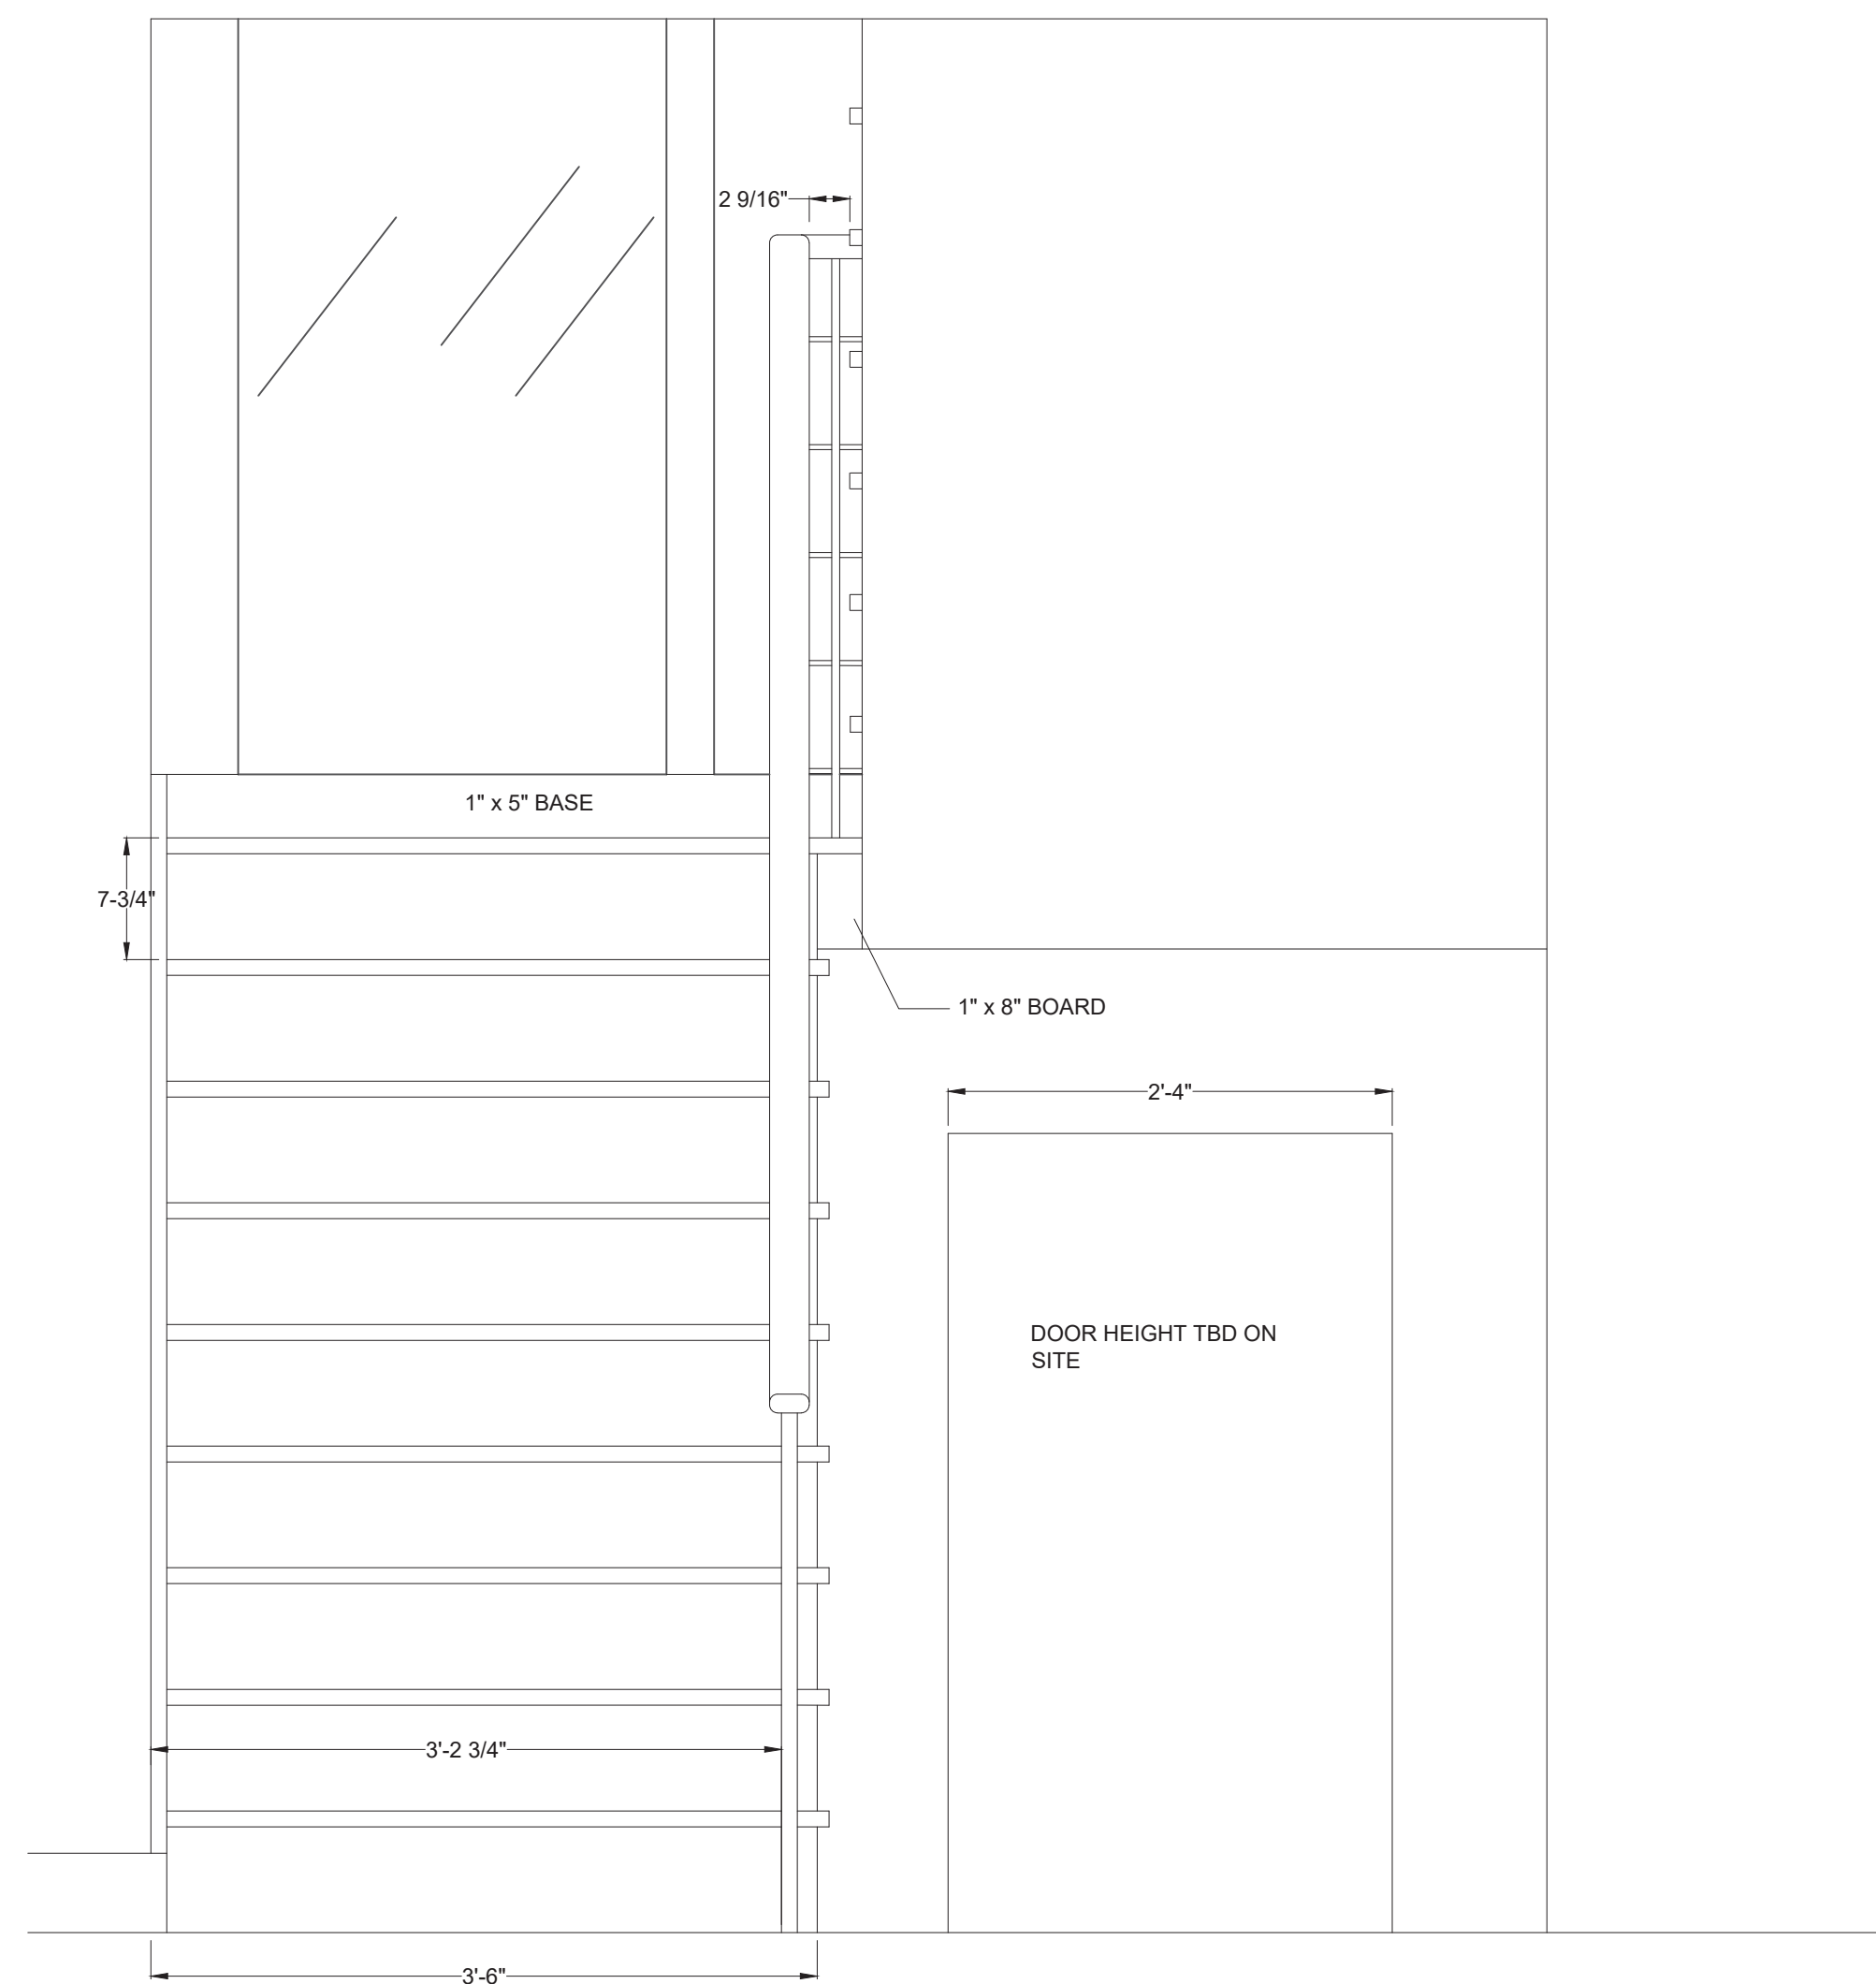 2 9/16"
1" x 5" BASE
7-3/4"
1" x 8" BOARD
2'-4"
DOOR HEIGHT TBD ON
SITE
3'-2 3/4"
3'-6"